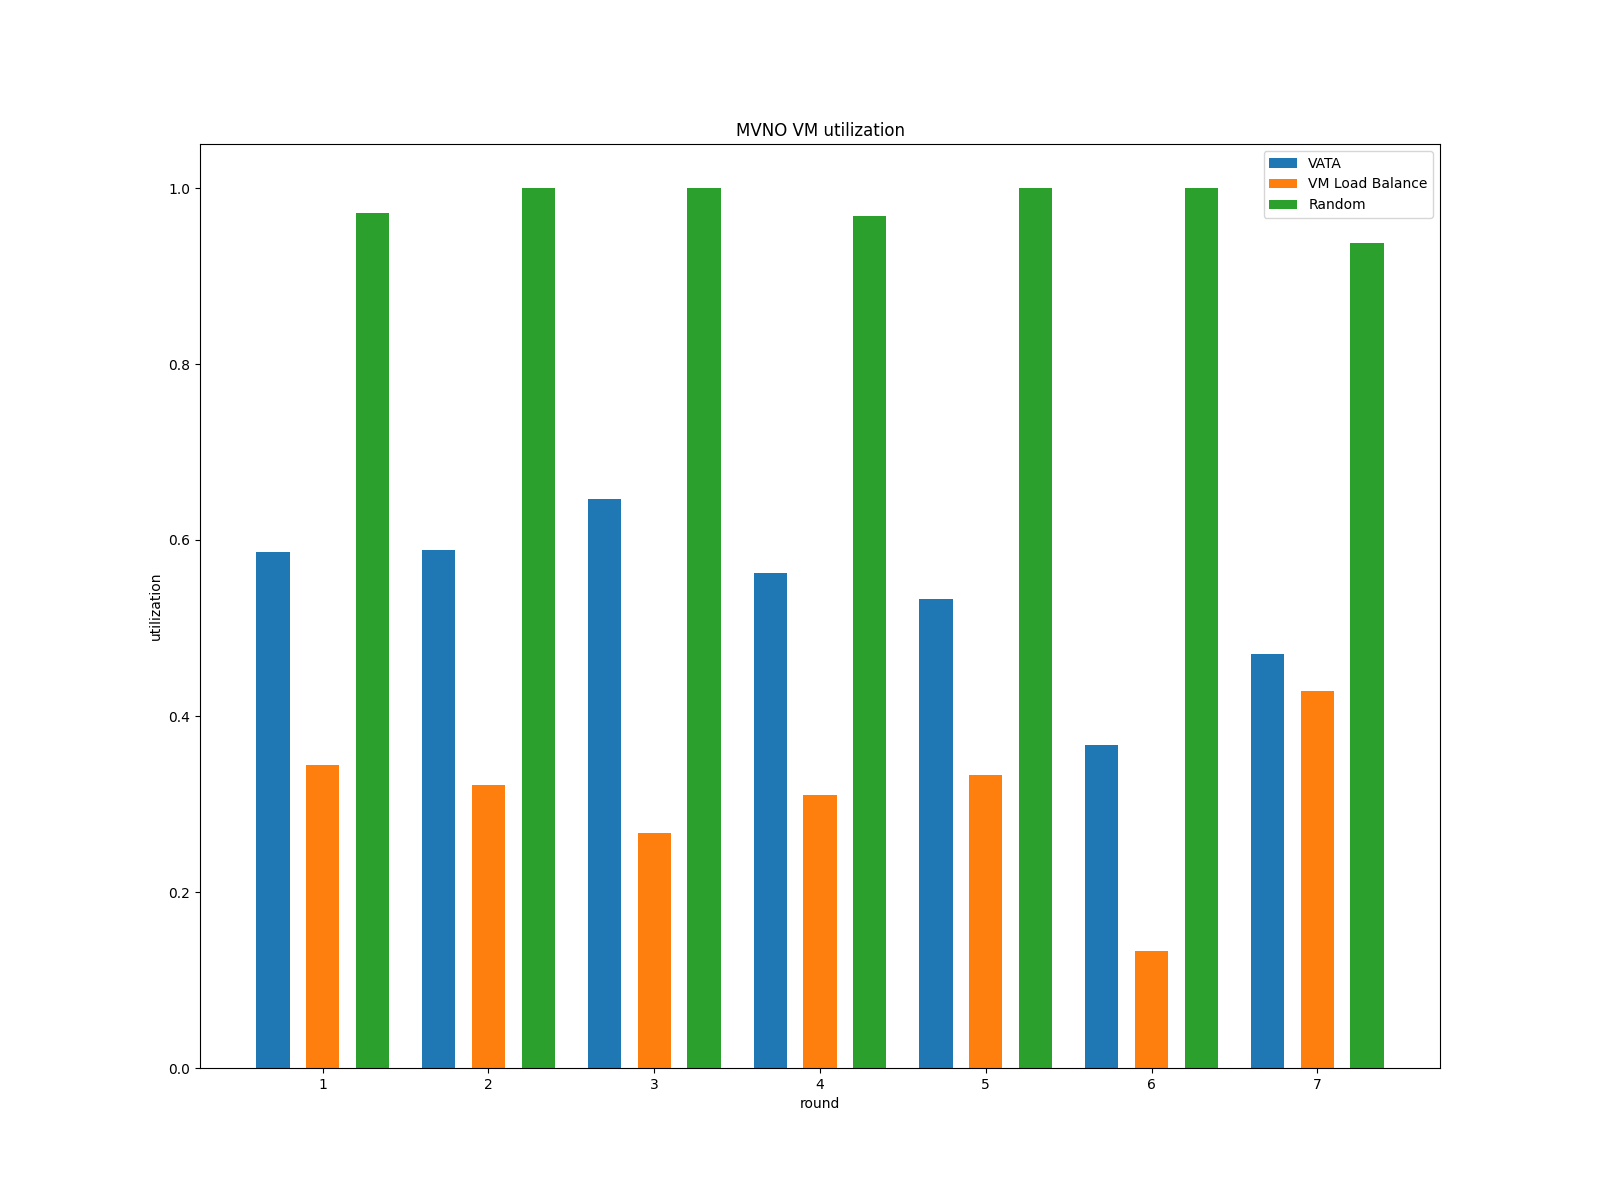 MVNO VM utilization
VATA
VM Load Balance
Random
1.0
0.8
0.6
0.4
0.2
0.0
utilization
1 2 3 4 5 6 7
round